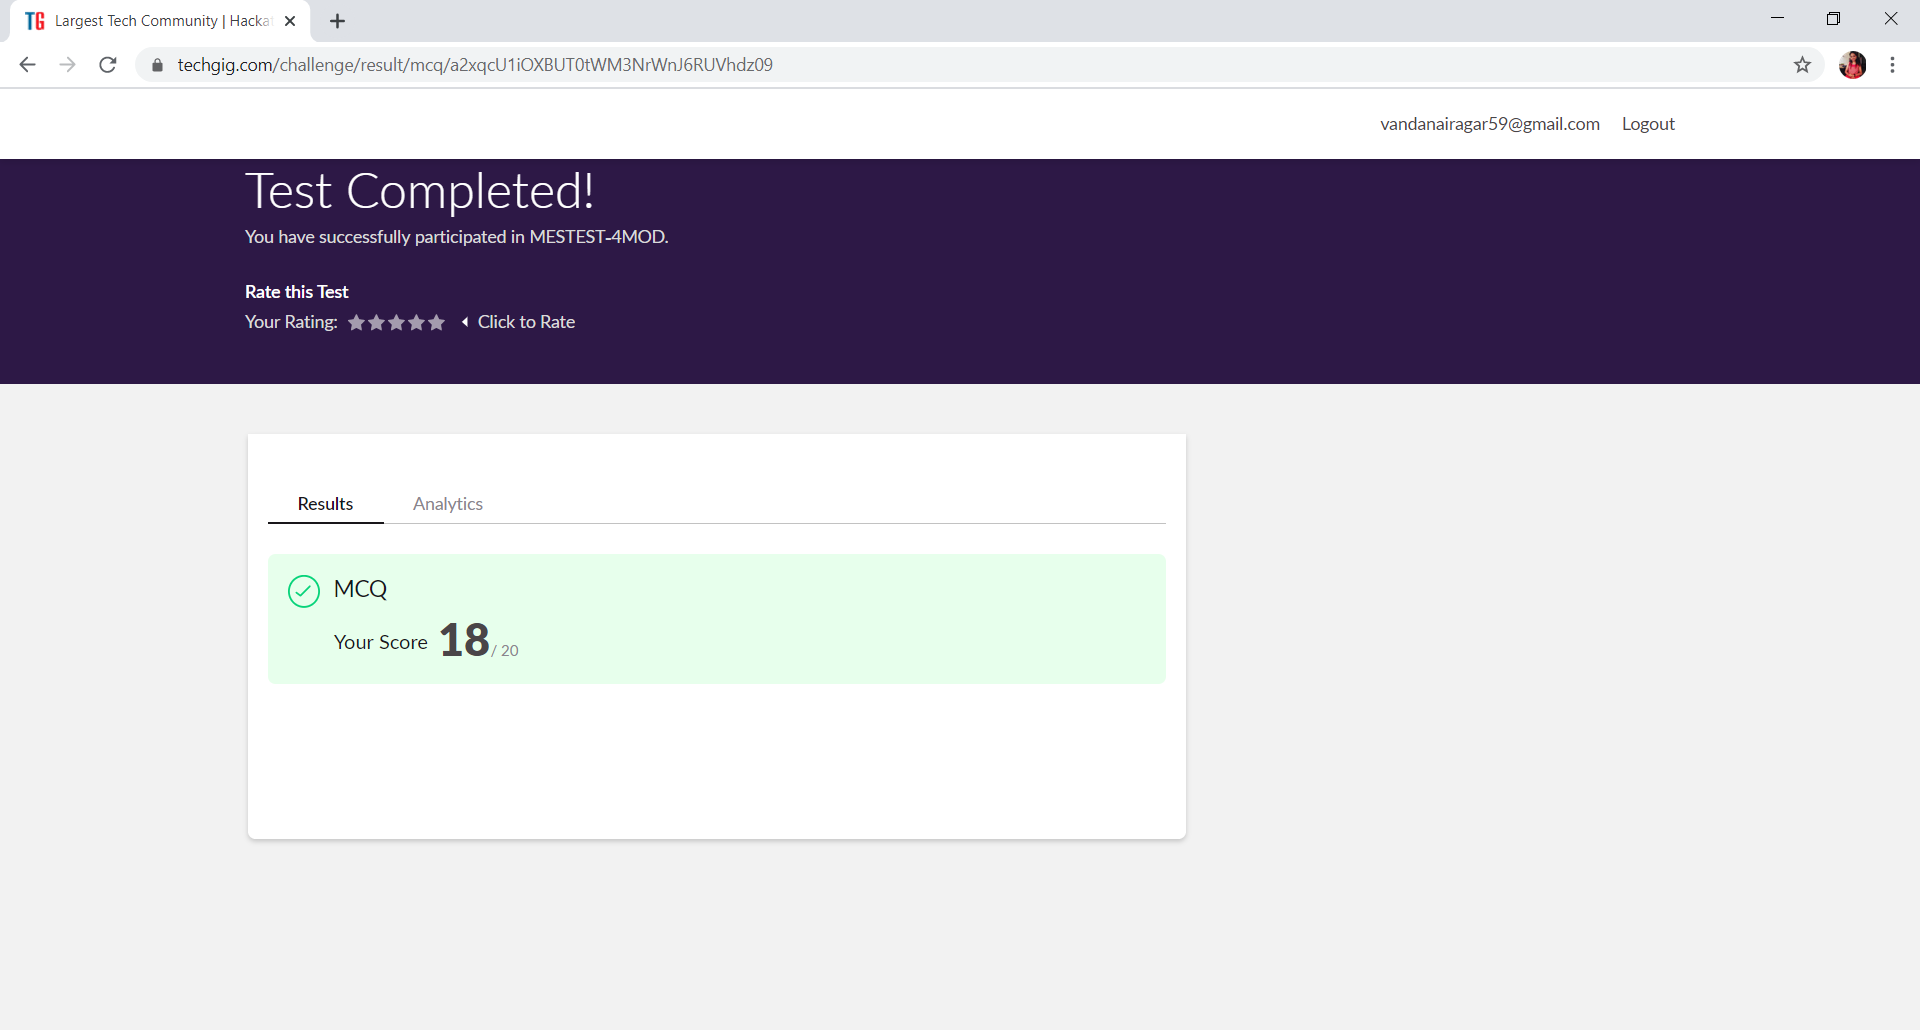 TG Largest Tech Community | Hacka
techgig.com/challenge/result/mcq/a2xqcU1iOXBUT0tWM3NrWnJ6RUVhdz09
vandanairagar59@gmail.com Logout
Test Completed!
You have successfully participated in MESTEST-4MOD.
Rate this Test
Your Rating: Click to Rate
Results Analytics
MCQ
Your Score 18 / 20